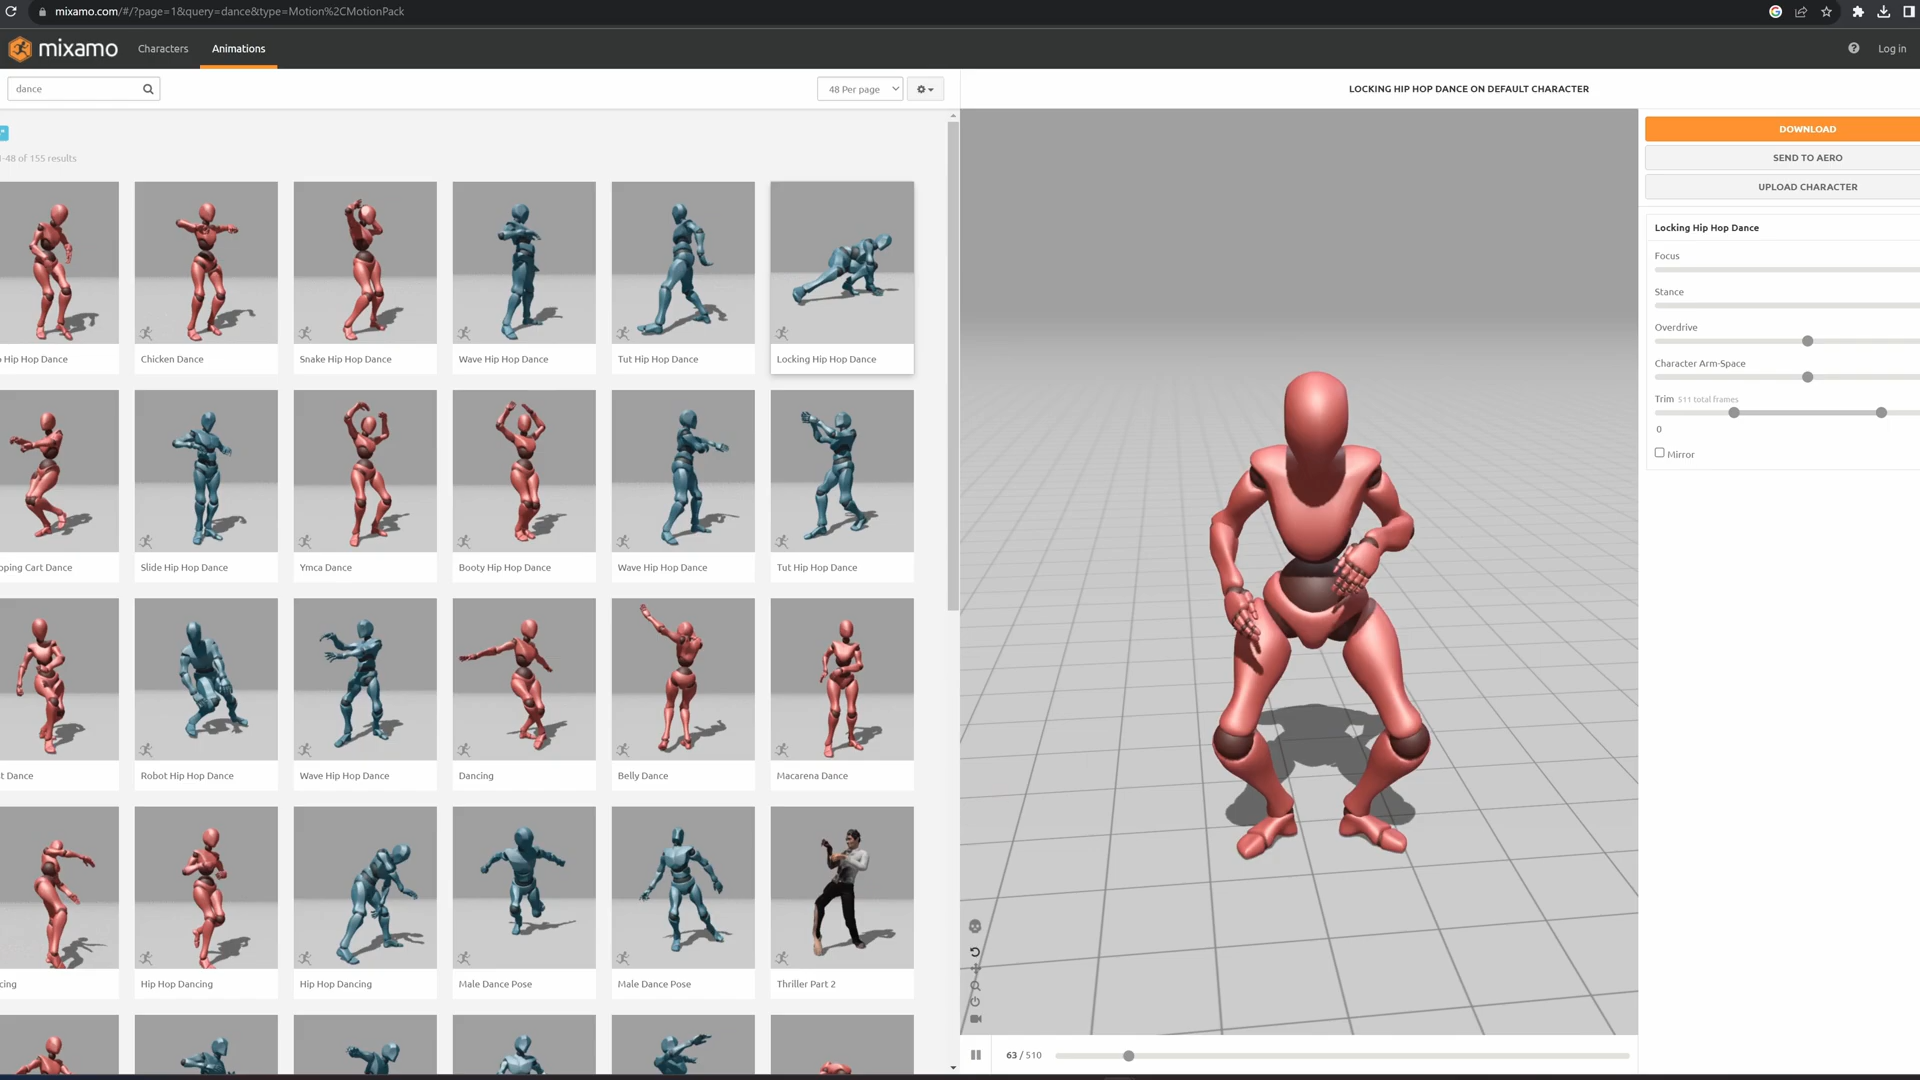 mixamo.com/#/?page=1&query=dance&type=Motion%2CMotionPack
mixamo
Characters
Animations
Log in
dance
48 Per page
LOCKING HIP HOP DANCE ON DEFAULT CHARACTER
-48 of 155 results
DOWNLOAD
SEND TO AERO
UPLOAD CHARACTER
Locking Hip Hop Dance
Focus
Stance
Overdrive
Character Arm-Space
Trim 511 total frames
0
Mirror
Hip Hop Dance
Chicken Dance
Snake Hip Hop Dance
Wave Hip Hop Dance
Tut Hip Hop Dance
Locking Hip Hop Dance
pping Cart Dance
Slide Hip Hop Dance
Ymca Dance
Booty Hip Hop Dance
Wave Hip Hop Dance
Tut Hip Hop Dance
t Dance
Robot Hip Hop Dance
Wave Hip Hop Dance
Dancing
Belly Dance
Macarena Dance
cing
Hip Hop Dancing
Hip Hop Dancing
Male Dance Pose
Male Dance Pose
Thriller Part 2
63 / 510